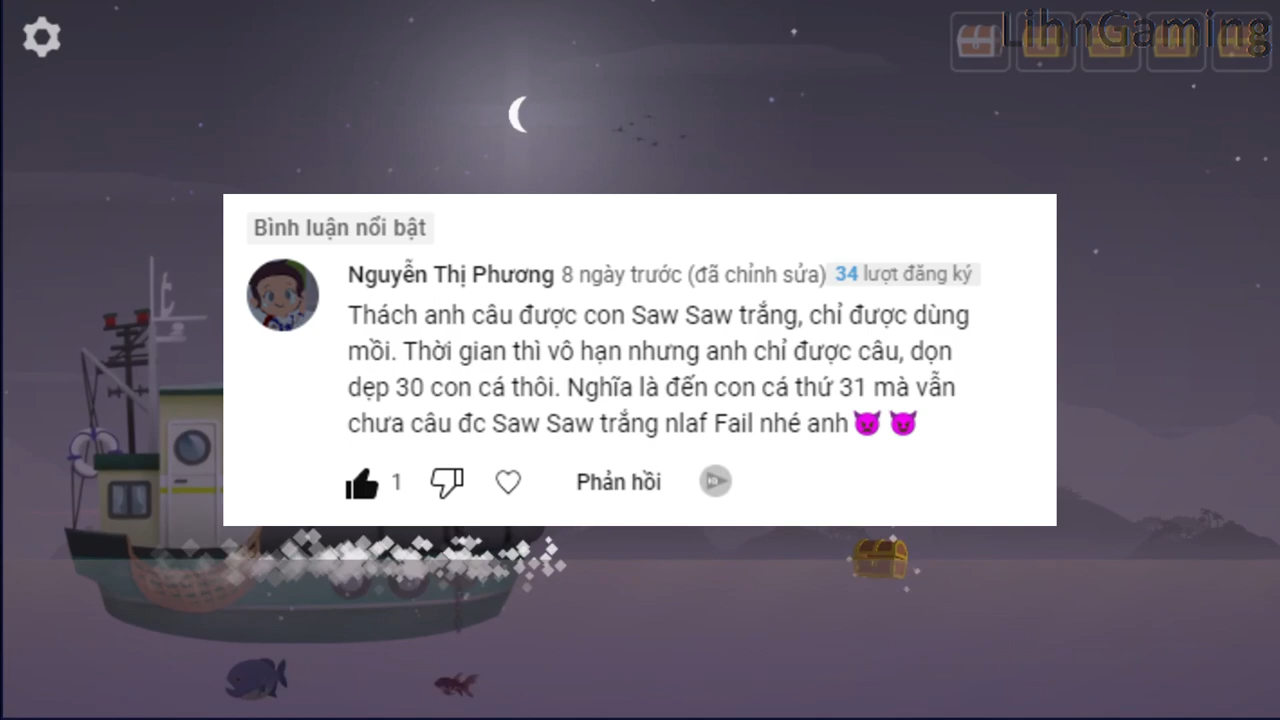 LihnGaming
Bình luận nổi bật
Nguyễn Thị Phương 8 ngày trước (đã chỉnh sửa) 34 lượt đăng ký
Thách anh câu được con Saw Saw trắng, chỉ được dùng
mồi. Thời gian thì vô hạn nhưng anh chỉ được câu, dọn
dẹp 30 con cá thôi. Nghĩa là đến con cá thứ 31 mà vẫn
chưa câu đc Saw Saw trắng nlaf Fail nhé anh😈 😈
1 Phản hồi